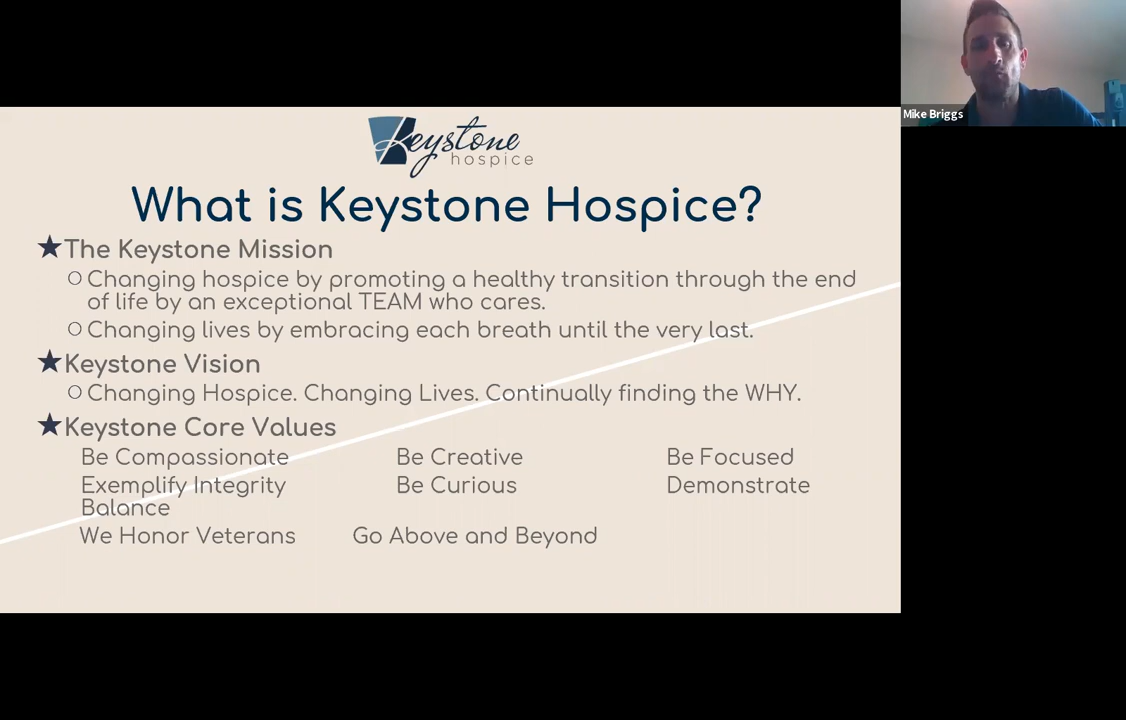 Mike Briggs
Keystone
hospice
What is Keystone Hospice?
The Keystone Mission
Changing hospice by promoting a healthy transition through the end
of life by an exceptional TEAM who cares.
Changing lives by embracing each breath until the very last.
Keystone Vision
Changing Hospice. Changing Lives. Continually finding the WHY.
Keystone Core Values
Be Compassionate Be Creative Be Focused
Exemplify Integrity Be Curious Demonstrate
Balance
We Honor Veterans Go Above and Beyond